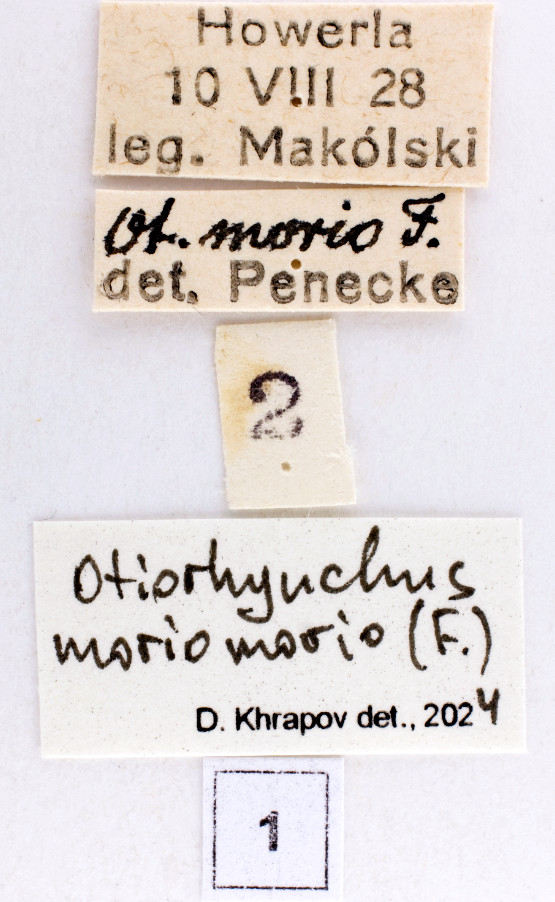 Howerla
10 VIII 28
leg. Makólski
Ot. morio F.
det. Penecke
2
Otiorhynchus
morio morio (F.)
D. Khrapov det., 2024
1